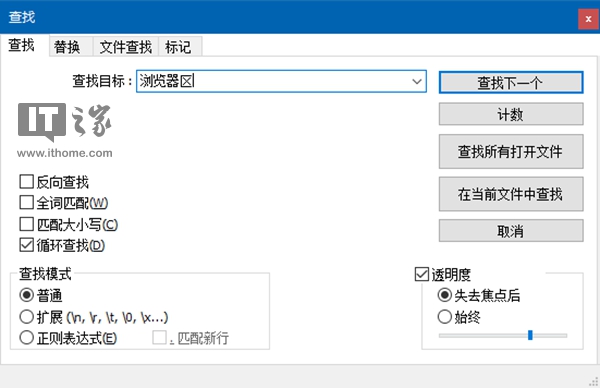 查找
x
查找 替换 文件查找 标记
查找目标： 浏览器区 查找下一个
计数
IT之家
www.ithome.com
查找所有打开文件
反向查找
在当前文件中查找
全词匹配(W)
匹配大小写(C)
取消
循环查找(D)
查找模式
透明度
普通
失去焦点后
扩展 (\n, \r, \t, \0, \x...)
始终
正则表达式(E) . 匹配新行